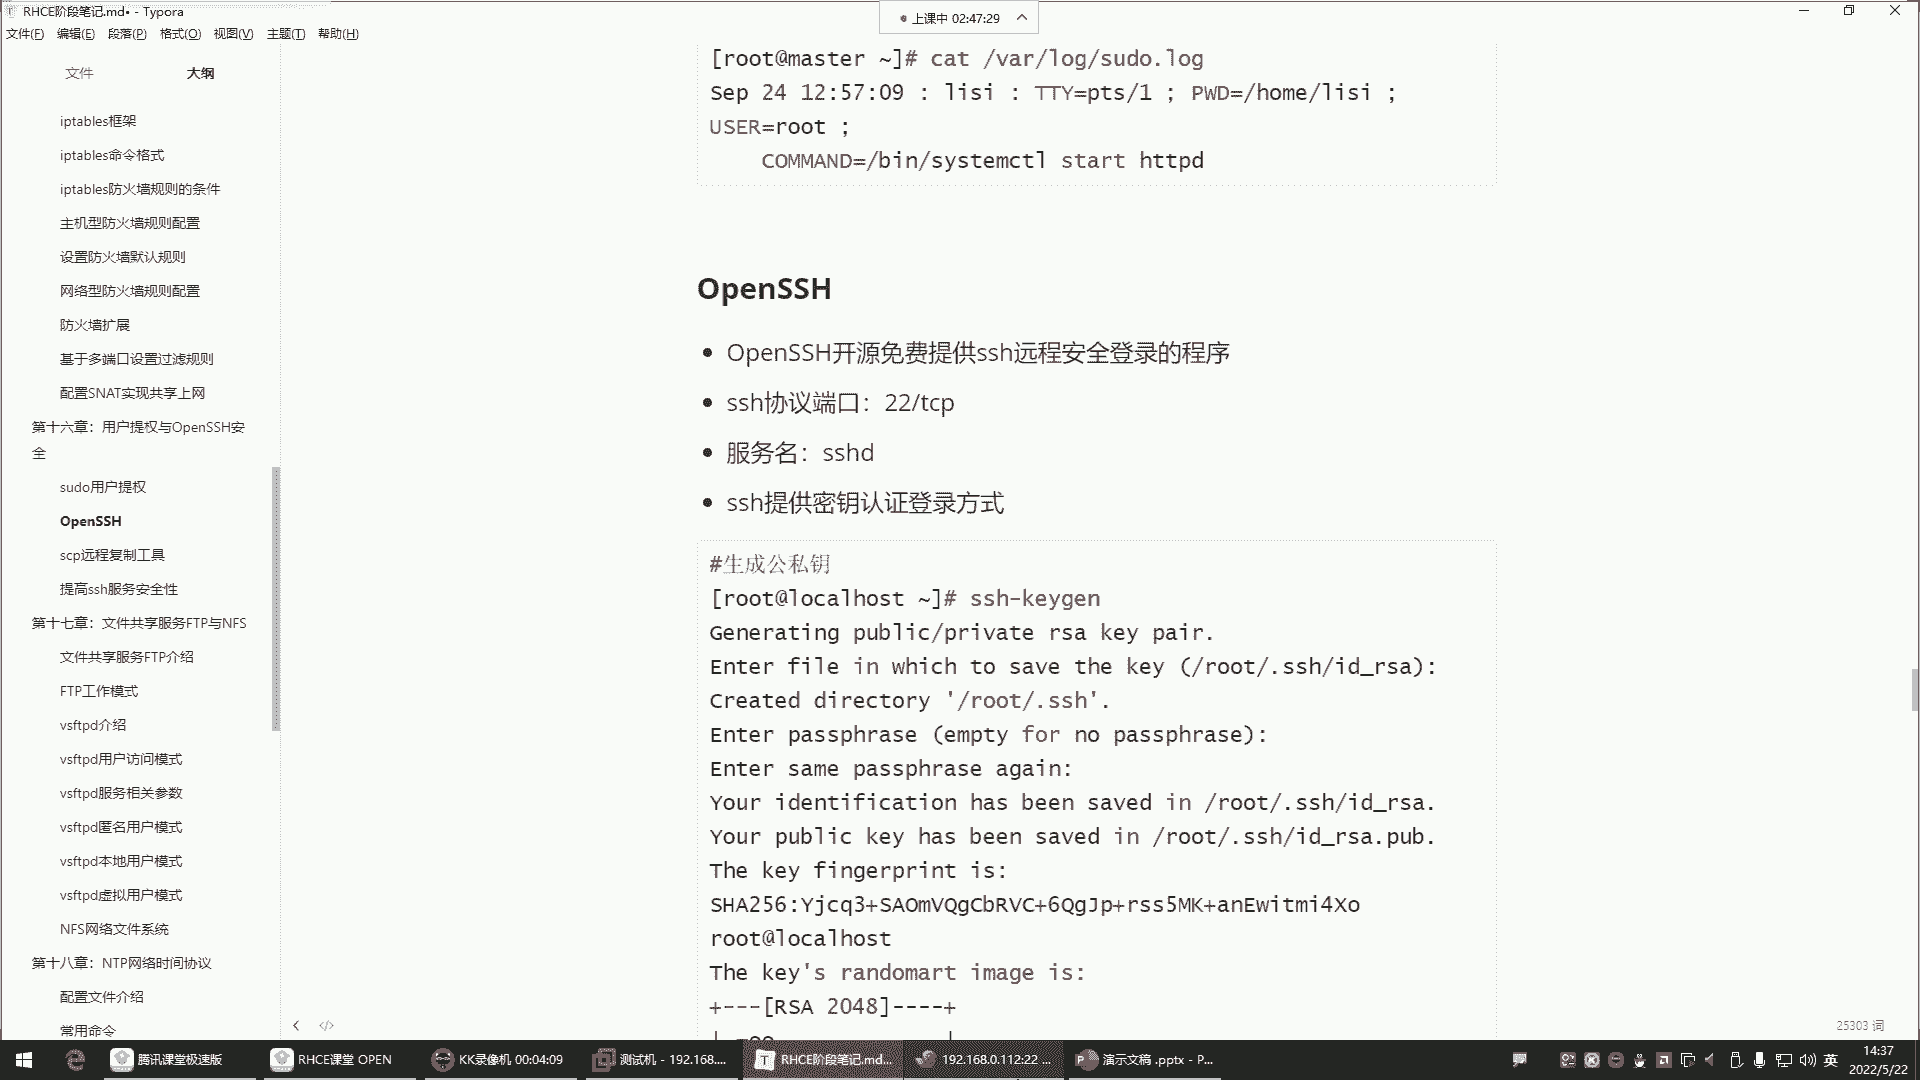 RHCE阶段笔记.md• - Typora
上课中 02:47:29
文件(F) 编辑(E) 段落(P) 格式(O) 视图(V) 主题(T) 帮助(H)
文件 大纲
iptables框架
iptables命令格式
iptables防火墙规则的条件
主机型防火墙规则配置
设置防火墙默认规则
网络型防火墙规则配置
防火墙扩展
基于多端口设置过滤规则
配置SNAT实现共享上网
第十六章：用户提权与OpenSSH安
全
sudo用户提权
OpenSSH
scp远程复制工具
提高ssh服务安全性
第十七章：文件共享服务FTP与NFS
文件共享服务FTP介绍
FTP工作模式
vsftpd介绍
vsftpd用户访问模式
vsftpd服务相关参数
vsftpd匿名用户模式
vsftpd本地用户模式
vsftpd虚拟用户模式
NFS网络文件系统
第十八章：NTP网络时间协议
配置文件介绍
常用命令
[root@master ~]# cat /var/log/sudo.log
Sep 24 12:57:09 : lisi : TTY=pts/1 ; PWD=/home/lisi ;
USER=root ;
COMMAND=/bin/systemctl start httpd
OpenSSH
• OpenSSH开源免费提供ssh远程安全登录的程序
• ssh协议端口：22/tcp
• 服务名：sshd
• ssh提供密钥认证登录方式
#生成公私钥
[root@localhost ~]# ssh-keygen
Generating public/private rsa key pair.
Enter file in which to save the key (/root/.ssh/id_rsa):
Created directory '/root/.ssh'.
Enter passphrase (empty for no passphrase):
Enter same passphrase again:
Your identification has been saved in /root/.ssh/id_rsa.
Your public key has been saved in /root/.ssh/id_rsa.pub.
The key fingerprint is:
SHA256:Yjcq3+SAOmVQgCbRVC+6QgJp+rss5MK+anEwitmi4Xo
root@localhost
The key's randomart image is:
+---[RSA 2048]----+
25303 词
腾讯课堂极速版
RHCE课堂 OPEN
KK录像机 00:04:09
测试机 - 192.168....
RHCE阶段笔记.md...
192.168.0.112:22 ...
演示文稿 .pptx - P...
英
14:37
2022/5/22